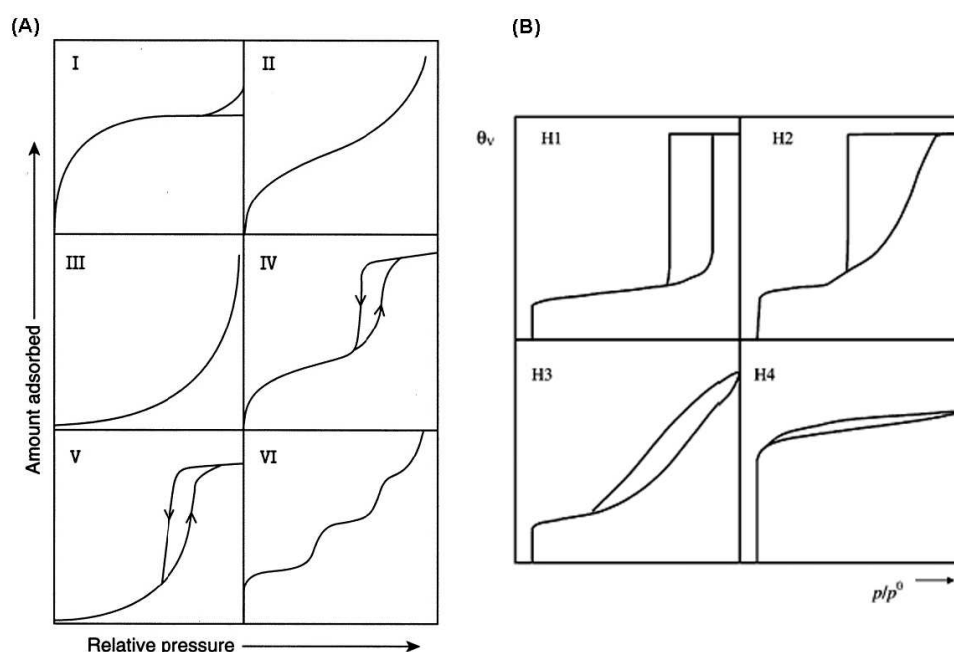 (A)
I
II
III
IV
V
VI
Amount adsorbed
Relative pressure
(B)
θv
H1
H2
H3
H4
p/p⁰